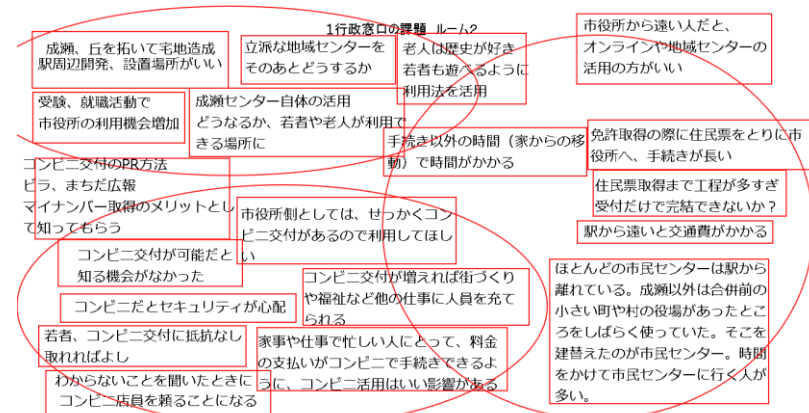 1行政窓口の課題 ルーム2
成瀬、丘を拓いて宅地造成
駅周辺開発、設置場所がいい
立派な地域センターを
そのあとどうするか
老人は歴史が好き
若者も遊べるように
利用法を活用
市役所から遠い人だと、
オンラインや地域センターの
活用の方がいい
受験、就職活動で
市役所の利用機会増加
成瀬センター自体の活用
どうなるか、若者や老人が利用で
きる場所に
手続き以外の時間（家からの移
動）で時間がかかる
免許取得の際に住民票をとりに市
役所へ、手続きが長い
コンビニ交付のPR方法
ビラ、まちだ広報
マイナンバー取得のメリットとし
て知ってもらう
住民票取得まで工程が多すぎ
受付だけで完結できないか？
駅から遠いと交通費がかかる
市役所側としては、せっかくコン
ビニ交付があるので利用してほし
い
コンビニ交付が可能だと
知る機会がなかった
コンビニ交付が増えれば街づくり
や福祉など他の仕事に人員を充て
られる
コンビニだとセキュリティが心配
ほとんどの市民センターは駅から
離れている。成瀬以外は合併前の
小さい町や村の役場があったとこ
ろをしばらく使っていた。そこを
建替えたのが市民センター。時間
をかけて市民センターに行く人が
多い。
若者、コンビニ交付に抵抗なし
取れればよし
家事や仕事で忙しい人にとって、料金
の支払いがコンビニで手続きできるよ
うに、コンビニ活用はいい影響がある
わからないことを聞いたときに
コンビニ店員を頼ることになる